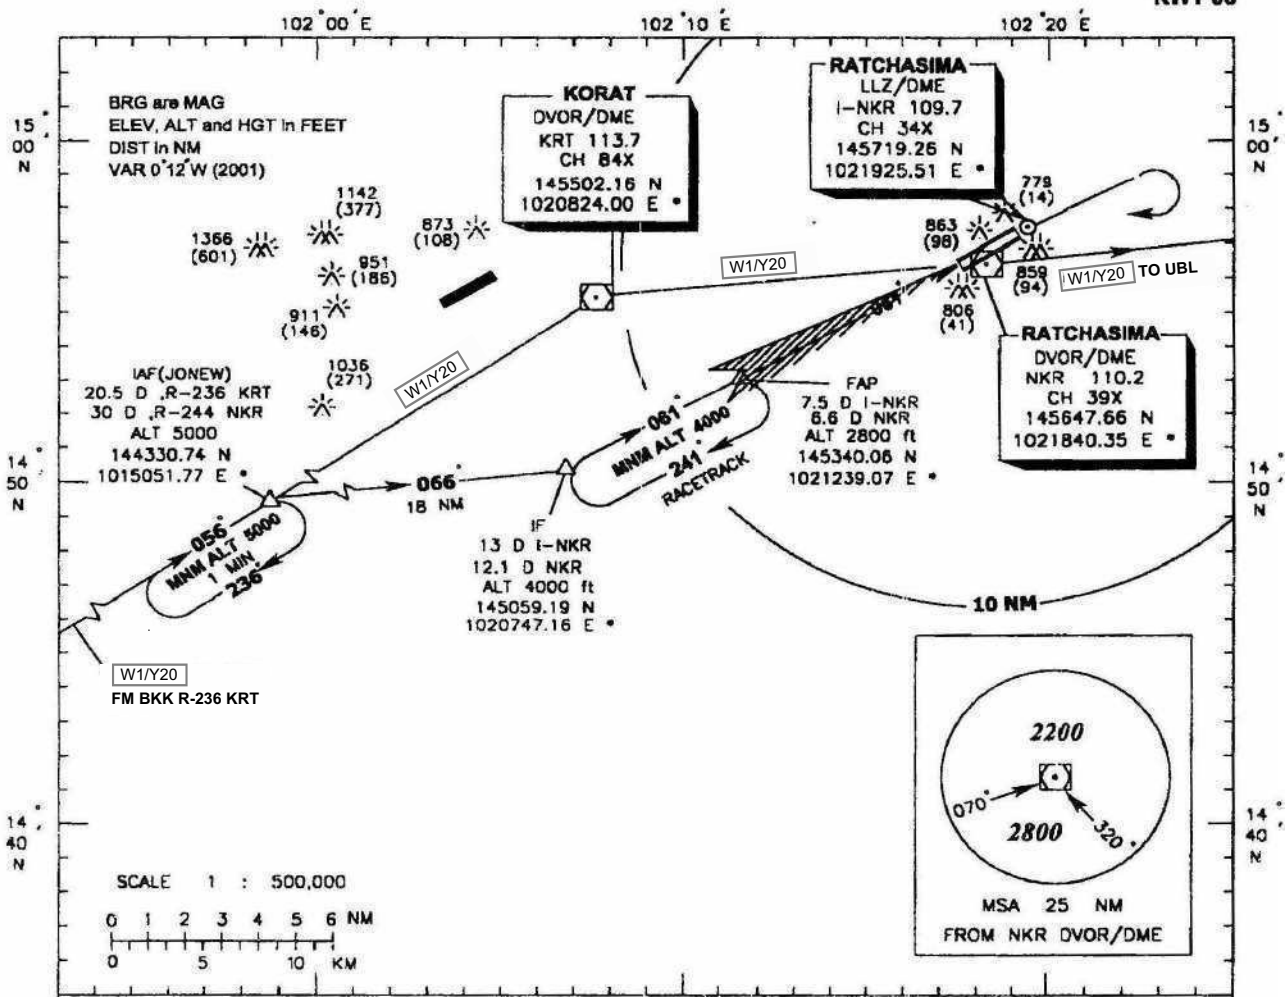 102°00´E
102°10´E
102°20´E
15°
00´
N
15°
00´
N
BRG are MAG
ELEV, ALT and HGT in FEET
DIST in NM
VAR 0°12´W (2001)
KORAT
DVOR/DME
KRT 113.7
CH 84X
145502.16 N
1020824.00 E *
RATCHASIMA
LLZ/DME
I-NKR 109.7
CH 34X
145719.26 N
1021925.51 E *
1142
(377)
1366
(601)
951
(186)
911
(146)
1036
(271)
873
(108)
779
(14)
863
(98)
859
(94)
806
(41)
W1/Y20
W1/Y20 TO UBL
W1/Y20
061°
RATCHASIMA
DVOR/DME
NKR 110.2
CH 39X
145647.66 N
1021840.35 E *
IAF(JONEW)
20.5 D ,R-236 KRT
30 D ,R-244 NKR
ALT 5000
144330.74 N
1015051.77 E *
FAP
7.5 D I-NKR
6.6 D NKR
ALT 2800 ft
145340.06 N
1021239.07 E *
061°
MNM ALT 4000
241°
RACETRACK
14°
50´
N
14°
50´
N
066°
18 NM
056°
MNM ALT 5000
1 MIN
236°
IF
13 D I-NKR
12.1 D NKR
ALT 4000 ft
145059.19 N
1020747.16 E *
10 NM
W1/Y20
FM BKK R-236 KRT
2200
070°
2800
320°
MSA 25 NM
FROM NKR DVOR/DME
14°
40´
N
14°
40´
N
SCALE 1 : 500,000
0 1 2 3 4 5 6 NM
0 5 10 KM